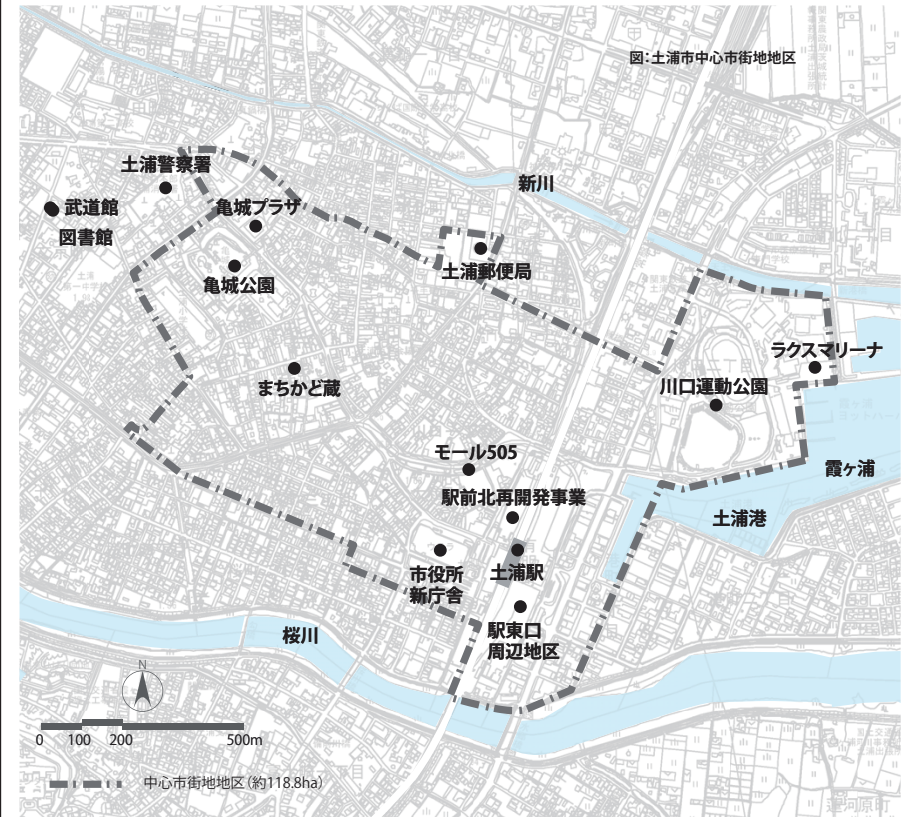 図：土浦市中心市街地地区
土浦警察署
新川
武道館
亀城プラザ
図書館
土浦郵便局
亀城公園
ラクスマリーナ
まちかど蔵
川口運動公園
モール505
霞ヶ浦
駅前北再開発事業
土浦港
土浦駅
市役所
新庁舎
駅東口
周辺地区
桜川
N
0 100 200 500m
中心市街地地区（約118.8ha）